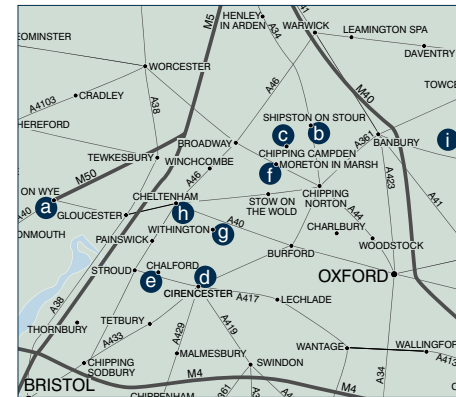 M5
A41
HENLEY
IN ARDEN
WARWICK
LEAMINGTON SPA
A34
DAVENTRY
EOMINSTER
WORCESTER
A46
M40
TOWCE
A4103
CRADLEY
A38
SHIPSTON ON STOUR
HEREFORD
c
b
A361
i
BROADWAY
CHIPPING CAMPDEN
BANBURY
TEWKESBURY
MORETON IN MARSH
WINCHCOMBE
f
A423
M50
A46
ON WYE
CHELTENHAM
CHIPPING
NORTON
A41
a
STOW ON
THE WOLD
A40
GLOUCESTER
h
A44
ONMOUTH
WITHINGTON
g
A40
CHARLBURY
PAINSWICK
WOODSTOCK
BURFORD
STROUD
CHALFORD
d
OXFORD
e
CIRENCESTER
A417
LECHLADE
A38
TETBURY
THORNBURY
A433
A429
A419
WANTAGE
WALLINGFOR
CHIPPING
SODBURY
MALMESBURY
SWINDON
A413
A34
BRISTOL
M4
M4
CHIPPENHAM
A361